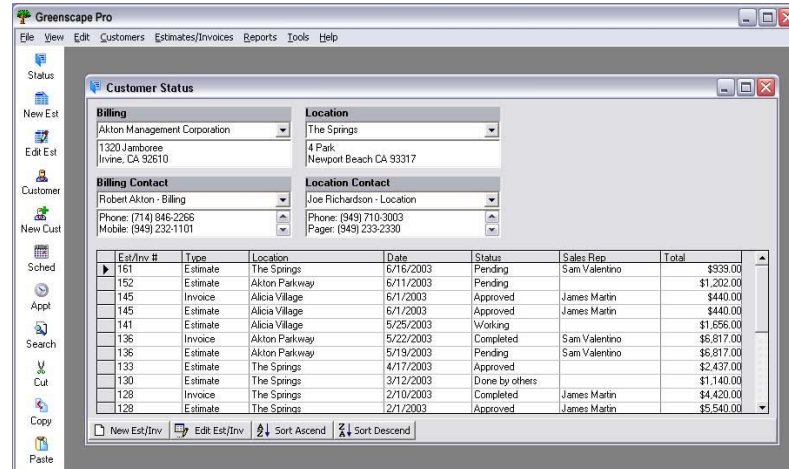 Greenscape Pro
File View Edit Customers Estimates/Invoices Reports Tools Help
Status
New Est
Edit Est
Customer
New Cust
Sched
Appt
Search
Cut
Copy
Paste
Customer Status
Billing Location
Akton Management Corporation The Springs
1320 Jamboree 4 Park
Irvine, CA 92610 Newport Beach CA 93317
Billing Contact Location Contact
Robert Akton - Billing Joe Richardson - Location
Phone: (714) 846-2266 Phone: (949) 710-3003
Mobile: (949) 232-1101 Pager: (949) 233-2330
Est/Inv # Type Location Date Status Sales Rep Total
161 Estimate The Springs 6/16/2003 Pending Sam Valentino $939.00
152 Estimate Akton Parkway 6/11/2003 Pending $1,202.00
145 Invoice Alicia Village 6/1/2003 Approved James Martin $440.00
145 Estimate Alicia Village 6/1/2003 Approved James Martin $440.00
141 Estimate Alicia Village 5/25/2003 Working $1,656.00
136 Invoice Akton Parkway 5/22/2003 Completed Sam Valentino $6,817.00
136 Estimate Akton Parkway 5/19/2003 Pending Sam Valentino $6,817.00
133 Estimate The Springs 4/17/2003 Approved $2,437.00
130 Estimate The Springs 3/12/2003 Done by others $1,140.00
128 Invoice The Springs 2/10/2003 Completed James Martin $4,420.00
128 Estimate The Springs 2/1/2003 Approved James Martin $5,540.00
New Est/Inv Edit Est/Inv Sort Ascend Sort Descend